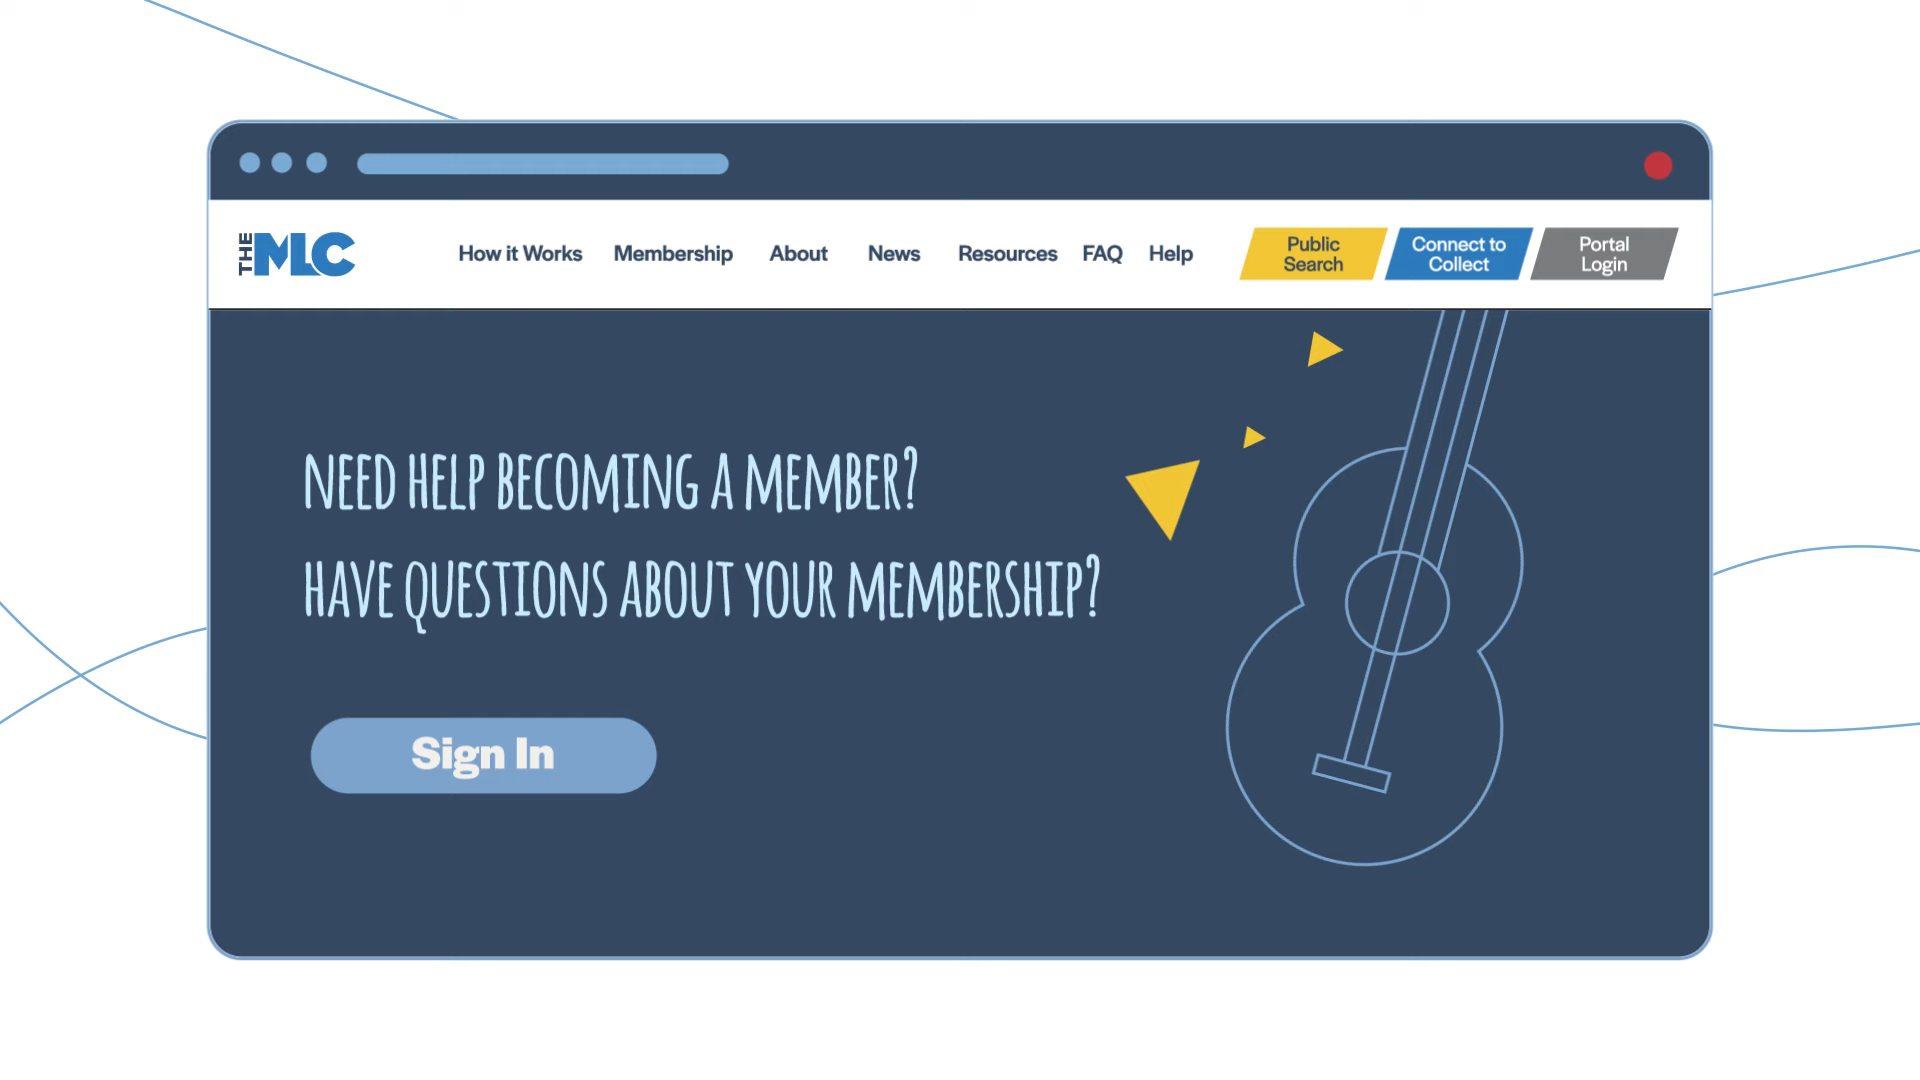 THE MLC
How it Works Membership About News Resources FAQ Help
Public
Search
Connect to
Collect
Portal
Login
NEED HELP BECOMING A MEMBER?
HAVE QUESTIONS ABOUT YOUR MEMBERSHIP?
Sign In